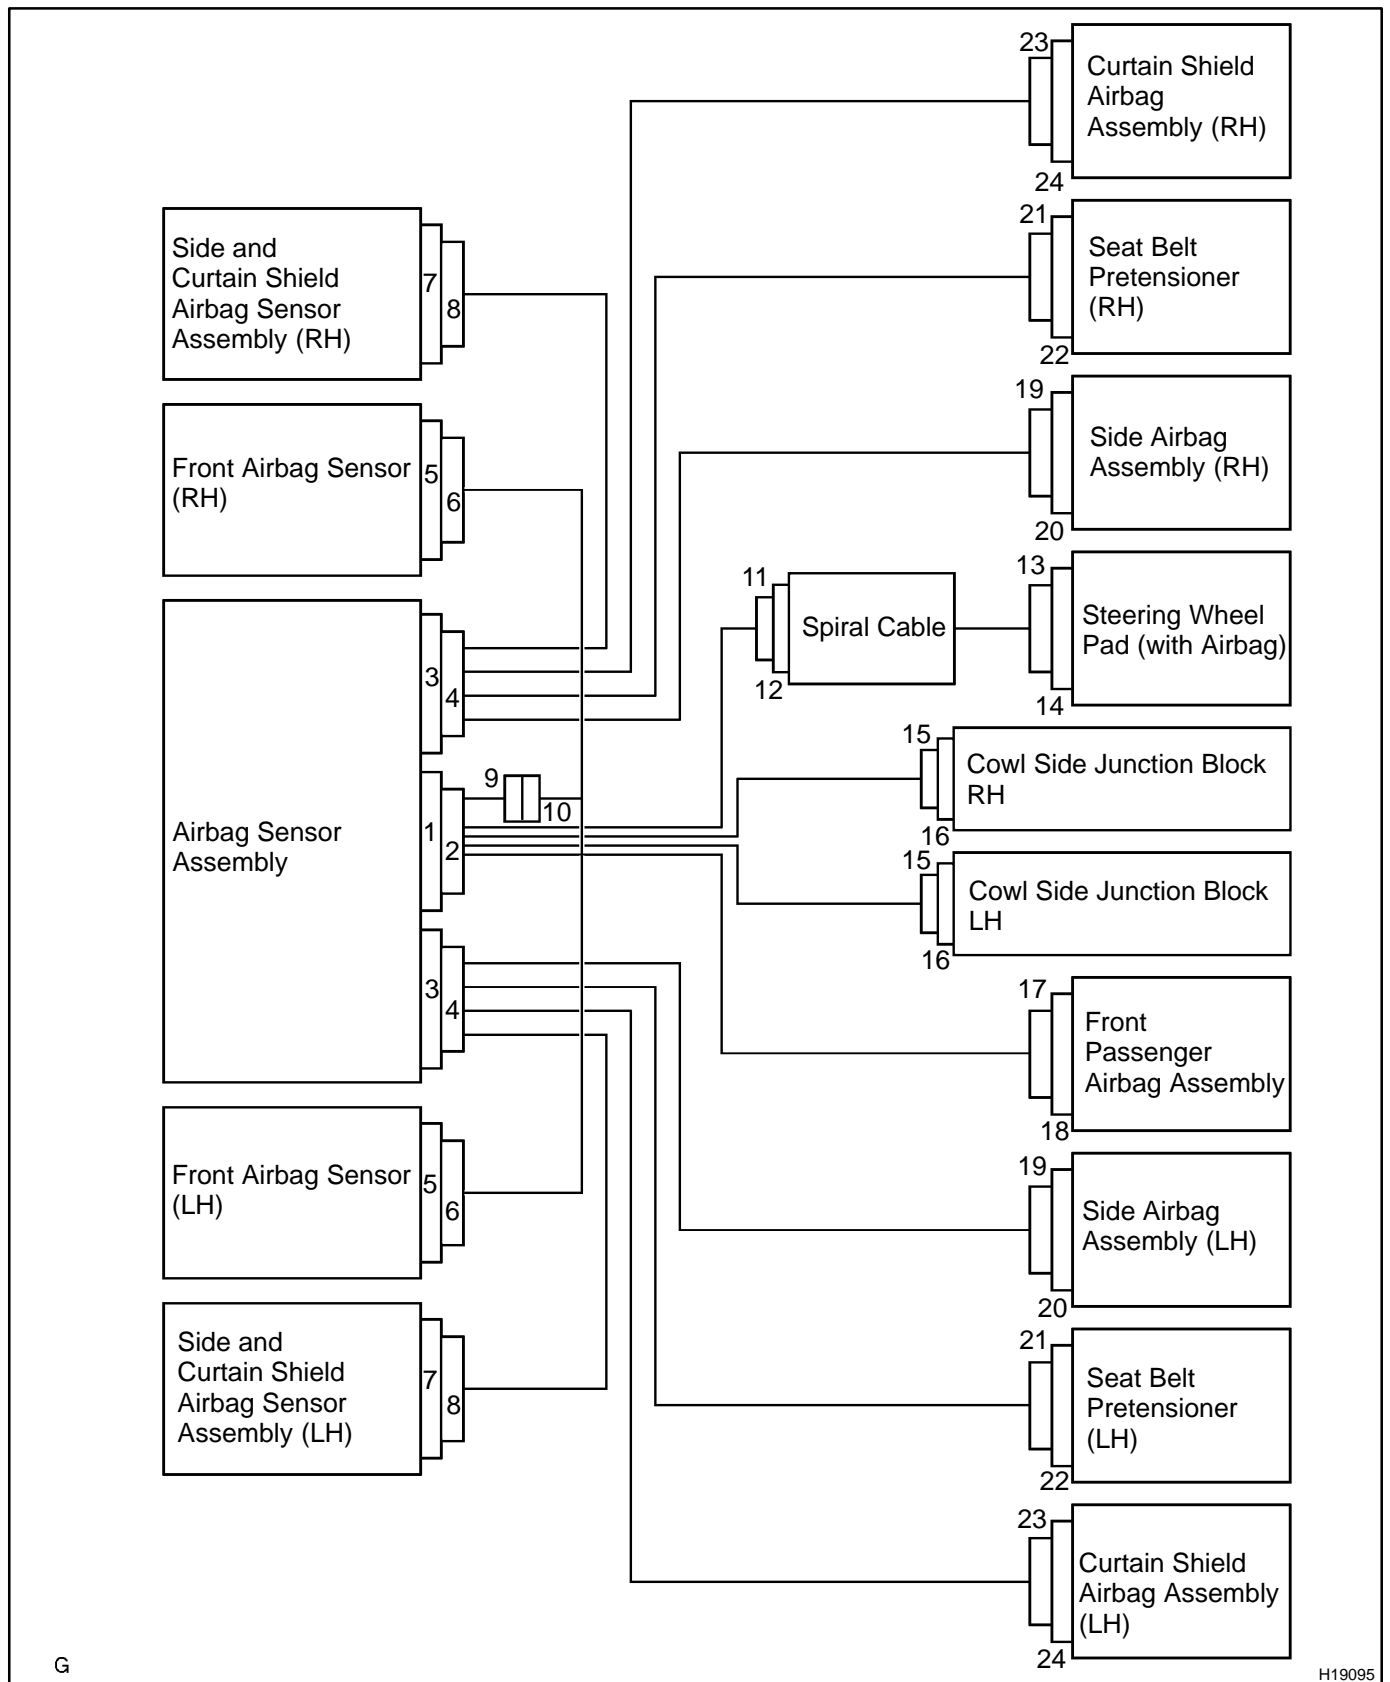 23
Curtain Shield
Airbag
Assembly (RH)
24
21
Seat Belt
Pretensioner
(RH)
22
19
Side Airbag
Assembly (RH)
20
Side and
Curtain Shield
Airbag Sensor
Assembly (RH)
7
8
Front Airbag Sensor
(RH)
5
6
11
Spiral Cable
12
13
Steering Wheel
Pad (with Airbag)
14
3
4
15
Cowl Side Junction Block
RH
16
9
10
Airbag Sensor
Assembly
1
2
15
Cowl Side Junction Block
LH
16
3
4
17
Front
Passenger
Airbag Assembly
18
Front Airbag Sensor
(LH)
5
6
19
Side Airbag
Assembly (LH)
20
Side and
Curtain Shield
Airbag Sensor
Assembly (LH)
7
8
21
Seat Belt
Pretensioner
(LH)
22
23
Curtain Shield
Airbag Assembly
(LH)
24
G
H19095